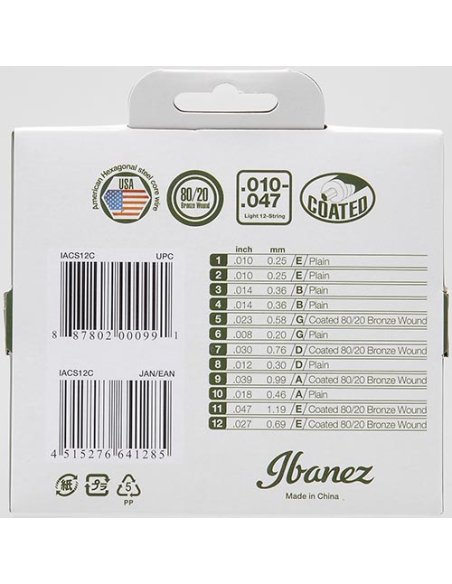 American Hexagonal steel core wire
USA
80/20
Bronze Wound
.010-
.047
Light 12-String
COATED
IACS12C UPC
8 87802 00099 1
IACS12C JAN/EAN
4 515276 641285
紙
プラ
5
PP
inch mm
1 .010 0.25 /E/ Plain
2 .010 0.25 /E/ Plain
3 .014 0.36 /B/ Plain
4 .014 0.36 /B/ Plain
5 .023 0.58 /G/ Coated 80/20 Bronze Wound
6 .008 0.20 /G/ Plain
7 .030 0.76 /D/ Coated 80/20 Bronze Wound
8 .012 0.30 /D/ Plain
9 .039 0.99 /A/ Coated 80/20 Bronze Wound
10 .018 0.46 /A/ Plain
11 .047 1.19 /E/ Coated 80/20 Bronze Wound
12 .027 0.69 /E/ Coated 80/20 Bronze Wound
Ibanez
Made in China